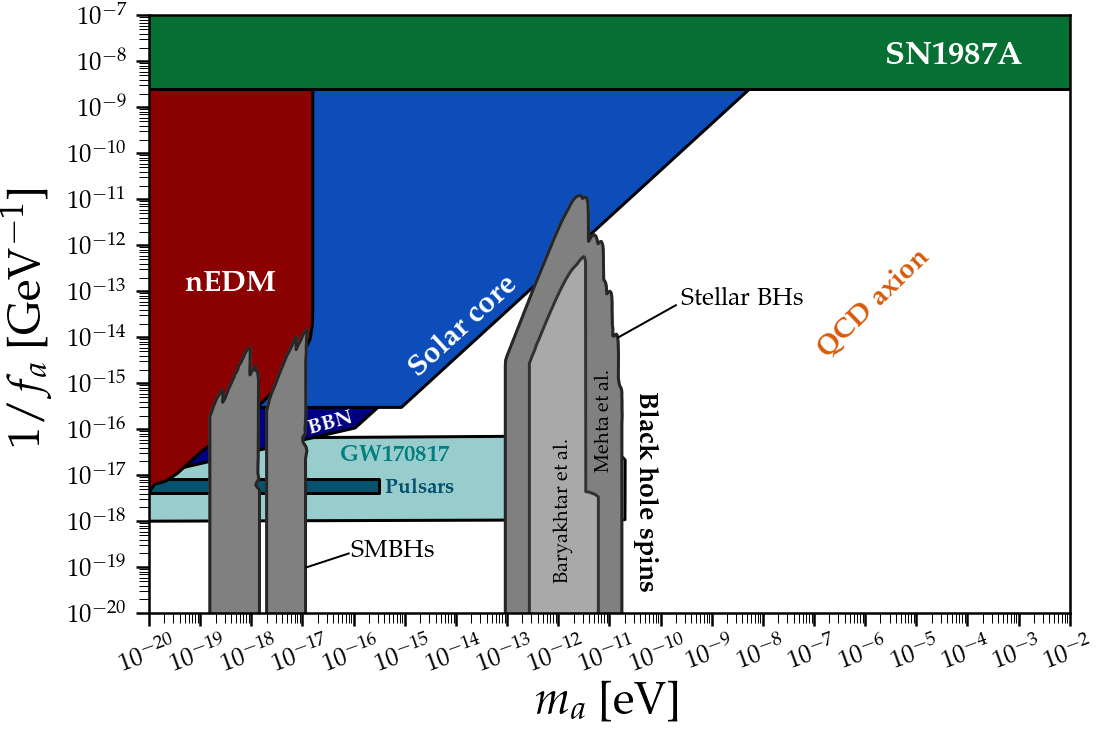 10⁻⁷
10⁻⁸
10⁻⁹
10⁻¹⁰
10⁻¹¹
10⁻¹²
10⁻¹³
10⁻¹⁴
10⁻¹⁵
10⁻¹⁶
10⁻¹⁷
10⁻¹⁸
10⁻¹⁹
10⁻²⁰
1/fₐ [GeV⁻¹]
SN1987A
nEDM
Solar core
QCD axion
Stellar BHs
BBN
GW170817
Pulsars
SMBHs
Baryakhtar et al.
Mehta et al.
Black hole spins
10⁻²⁰ 10⁻¹⁹ 10⁻¹⁸ 10⁻¹⁷ 10⁻¹⁶ 10⁻¹⁵ 10⁻¹⁴ 10⁻¹³ 10⁻¹² 10⁻¹¹ 10⁻¹⁰ 10⁻⁹ 10⁻⁸ 10⁻⁷ 10⁻⁶ 10⁻⁵ 10⁻⁴ 10⁻³ 10⁻²
mₐ [eV]